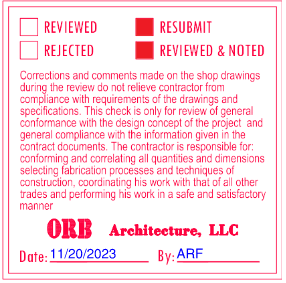 REVIEWED RESUBMIT
REJECTED REVIEWED & NOTED
Corrections and comments made on the shop drawings
during the review do not relieve contractor from
compliance with requirements of the drawings and
specifications. This check is only for review of general
conformance with the design concept of the project and
general compliance with the information given in the
contract documents. The contractor is responsible for;
conforming and correlating all quantities and dimensions
selecting fabrication processes and techniques of
construction, coordinating his work with that of all other
trades and performing his work in a safe and satisfactory
manner
ORB Architecture, LLC
Date: 11/20/2023 By: ARF